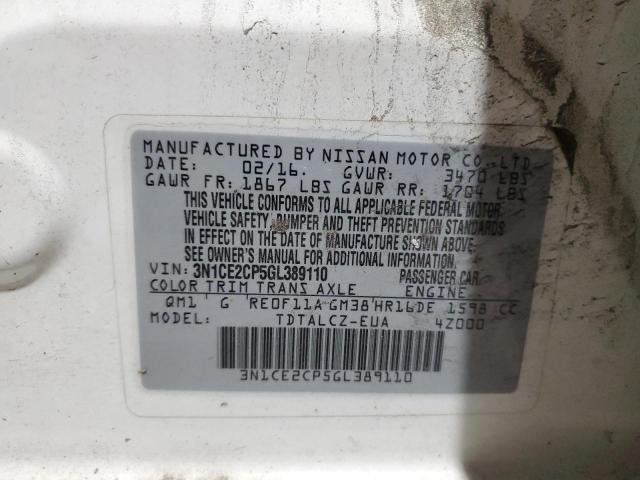 MANUFACTURED BY NISSAN MOTOR CO.,LTD.
DATE: 02/16. GVWR: 3470 LBS
GAWR FR: 1867 LBS GAWR RR: 1704 LBS
THIS VEHICLE CONFORMS TO ALL APPLICABLE FEDERAL MOTOR
VEHICLE SAFETY, BUMPER AND THEFT PREVENTION STANDARDS
IN EFFECT ON THE DATE OF MANUFACTURE SHOWN ABOVE.
SEE OWNER'S MANUAL FOR ADDITIONAL INFORMATION.
VIN: 3N1CE2CP5GL389110 PASSENGER CAR
COLOR TRIM TRANS AXLE ENGINE
QM1 G RE0F11A GM38 HR16DE 1598 CC
MODEL: TDTALCZ-EUA 4Z000
3N1CE2CP5GL389110